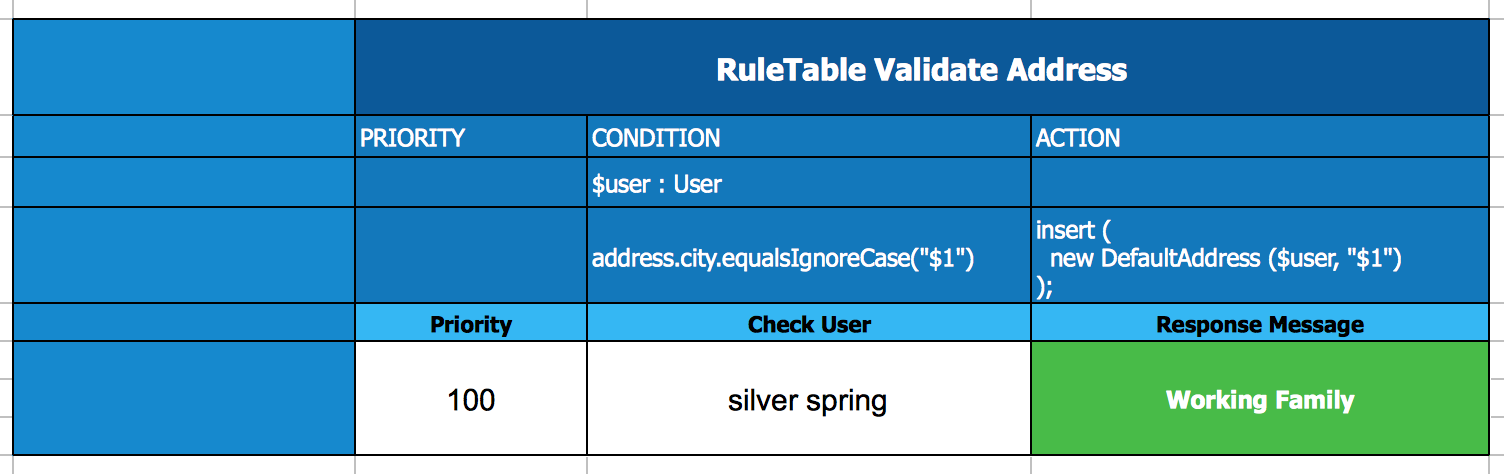 RuleTable Validate Address
PRIORITY CONDITION ACTION
$user : User
address.city.equalsIgnoreCase("$1")
insert (
new DefaultAddress ($user, "$1")
);
Priority Check User Response Message
100 silver spring Working Family